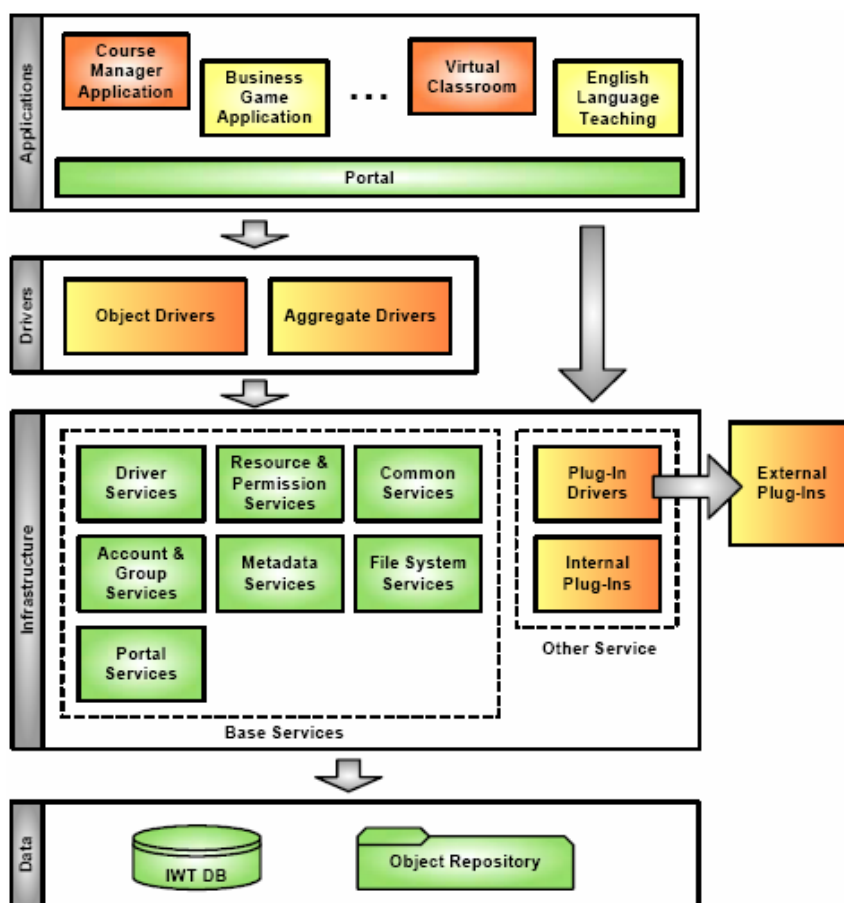 Applications
Course
Manager
Application
Business
Game
Application
...
Virtual
Classroom
English
Language
Teaching
Portal
Drivers
Object Drivers
Aggregate Drivers
Infrastructure
Driver
Services
Resource &
Permission
Services
Common
Services
Account &
Group
Services
Metadata
Services
File System
Services
Portal
Services
Base Services
Plug-In
Drivers
Internal
Plug-Ins
Other Service
External
Plug-Ins
Data
IWT DB
Object Repository